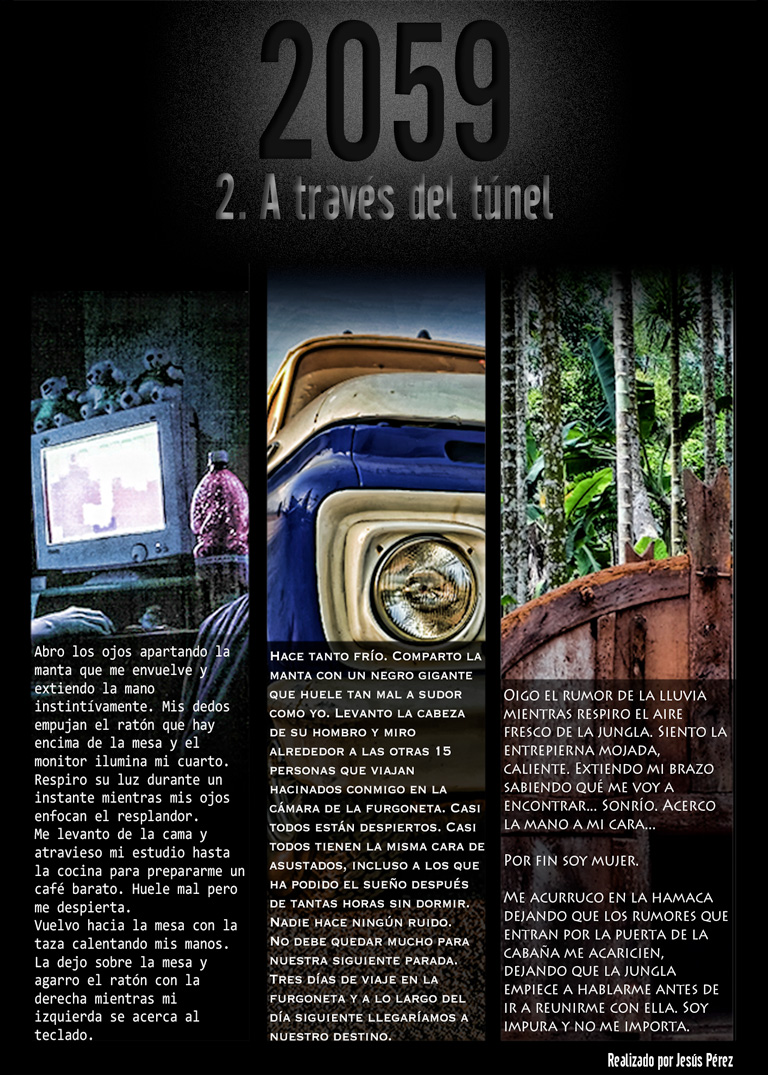 2059
2. A través del túnel
Abro los ojos apartando la
manta que me envuelve y
extiendo la mano
instintívamente. Mis dedos
empujan el ratón que hay
encima de la mesa y el
monitor ilumina mi cuarto.
Respiro su luz durante un
instante mientras mis ojos
enfocan el resplandor.
Me levanto de la cama y
atravieso mi estudio hasta
la cocina para prepararme un
café barato. Huele mal pero
me despierta.
Vuelvo hacia la mesa con la
taza calentando mis manos.
La dejo sobre la mesa y
agarro el ratón con la
derecha mientras mi
izquierda se acerca al
teclado.
Hace tanto frío. Comparto la
manta con un negro gigante
que huele tan mal a sudor
como yo. Levanto la cabeza
de su hombro y miro
alrededor a las otras 15
personas que viajan
hacinados conmigo en la
cámara de la furgoneta. Casi
todos están despiertos. Casi
todos tienen la misma cara de
asustados, incluso a los que
ha podido el sueño después
de tantas horas sin dormir.
Nadie hace ningún ruido.
No debe quedar mucho para
nuestra siguiente parada.
Tres días de viaje en la
furgoneta y a lo largo del
día siguiente llegaríamos a
nuestro destino.
Oigo el rumor de la lluvia
mientras respiro el aire
fresco de la jungla. Siento la
entrepierna mojada,
caliente. Extiendo mi brazo
sabiendo qué me voy a
encontrar... Sonrío. Acerco
la mano a mi cara...
Por fin soy mujer.
Me acurruco en la hamaca
dejando que los rumores que
entran por la puerta de la
cabaña me acaricien,
dejando que la jungla
empiece a hablarme antes de
ir a reunirme con ella. Soy
impura y no me importa.
Realizado por Jesús Pérez